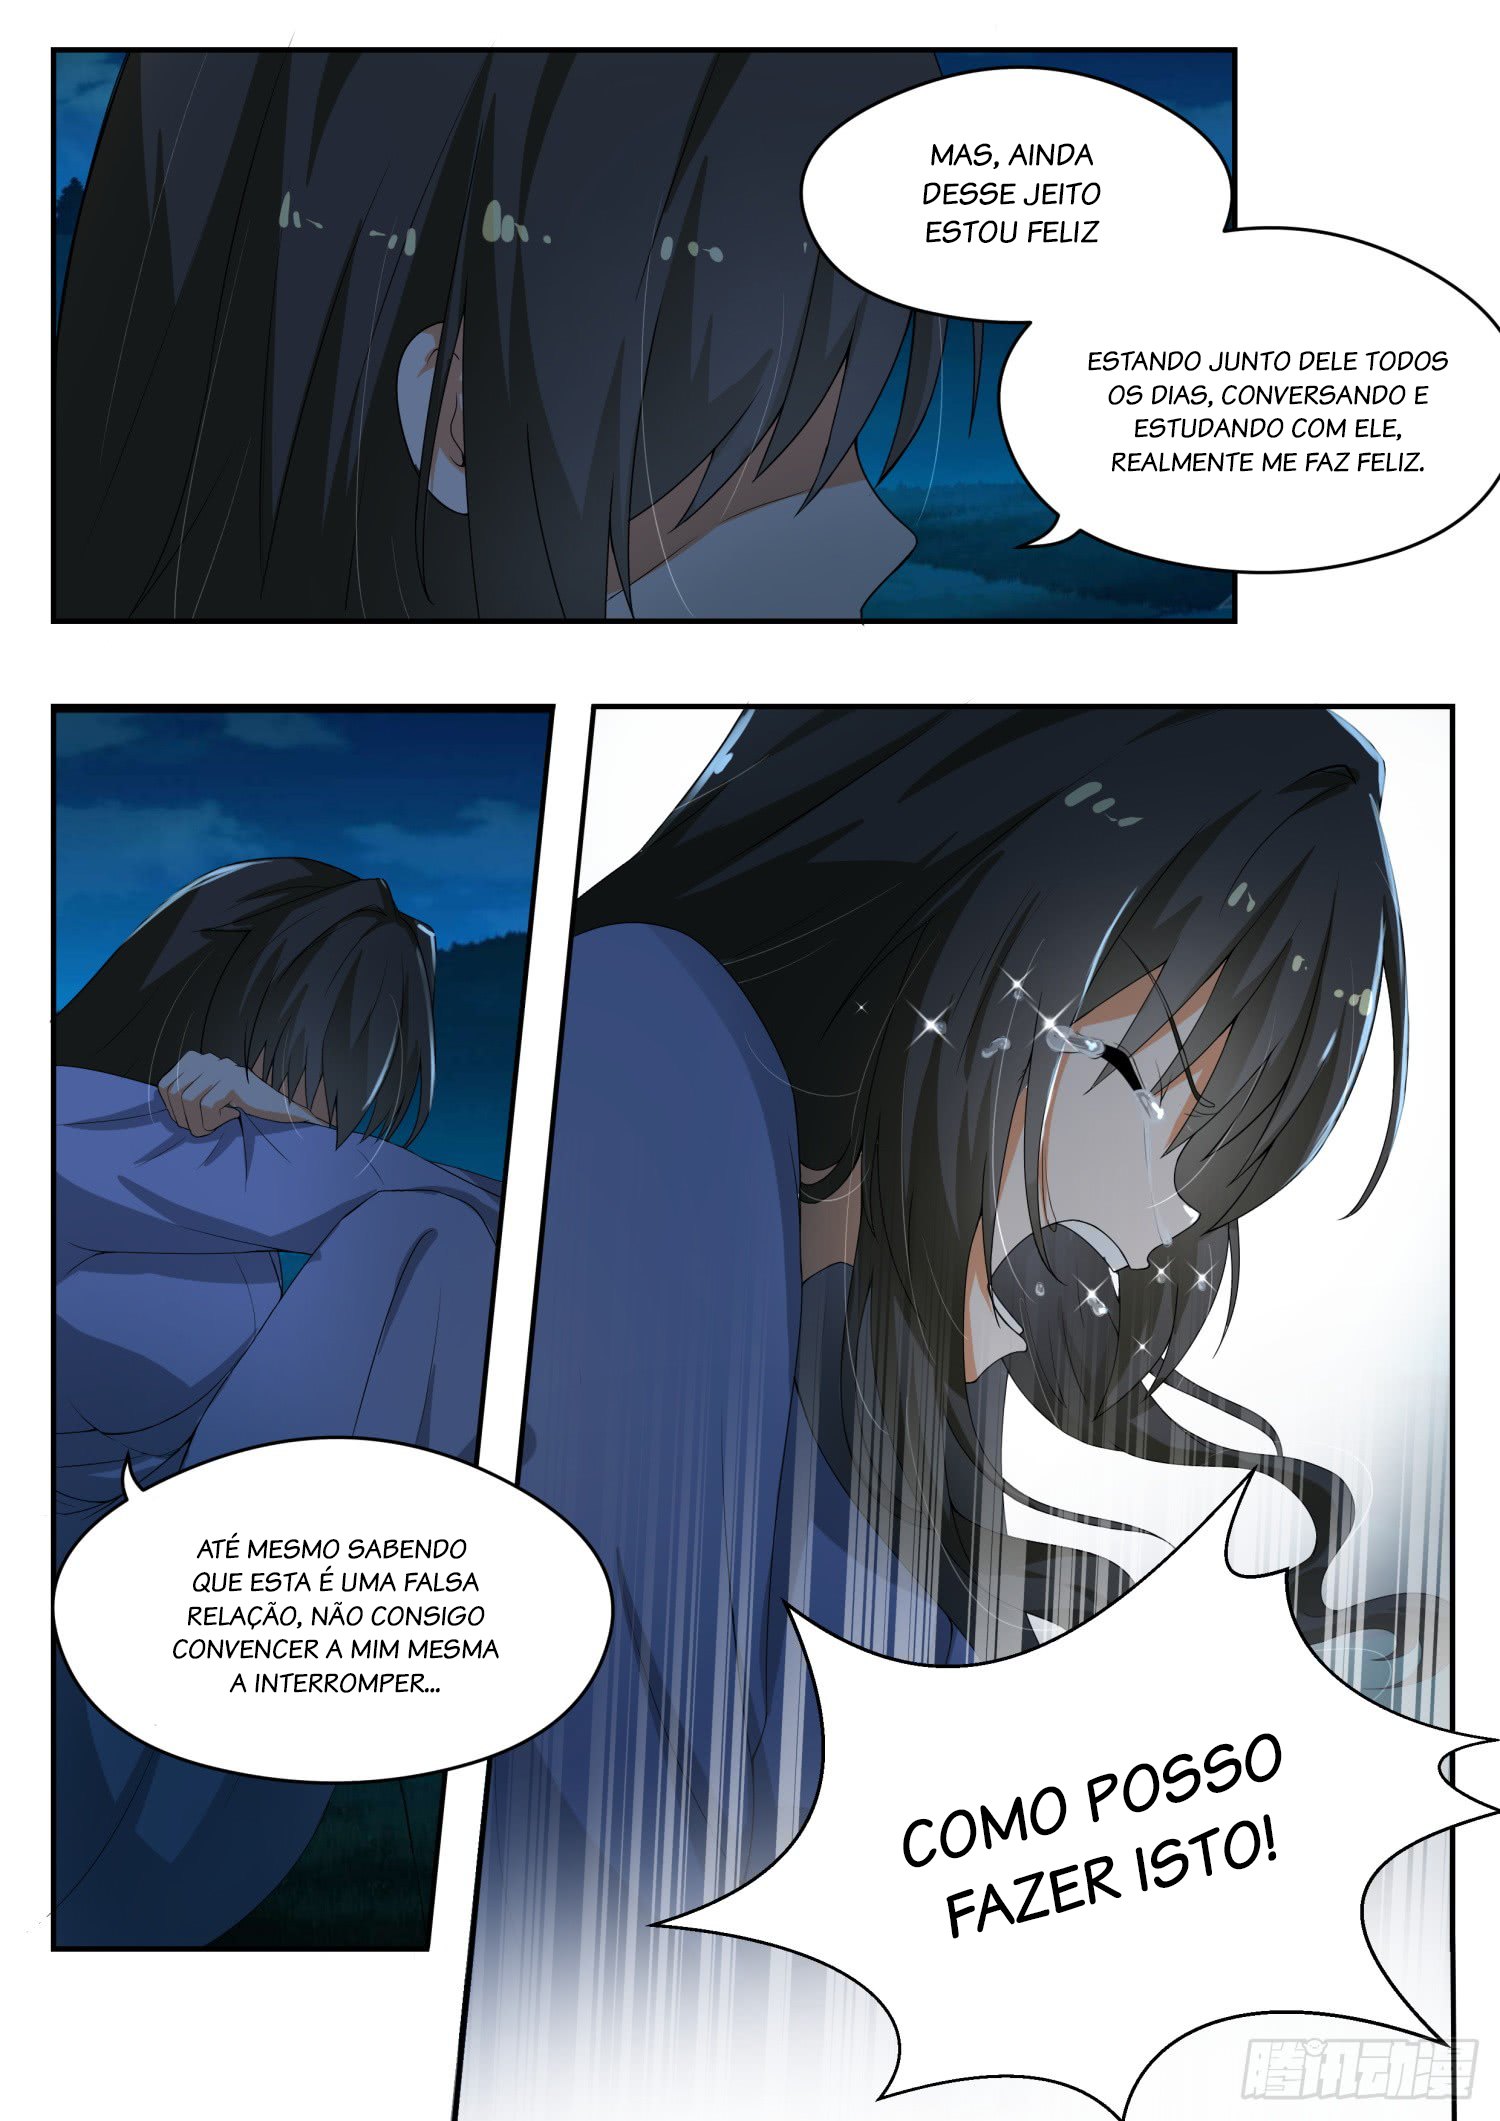 MAS, AINDA
DESSE JEITO
ESTOU FELIZ
ESTANDO JUNTO DELE TODOS
OS DIAS, CONVERSANDO E
ESTUDANDO COM ELE,
REALMENTE ME FAZ FELIZ.
ATÉ MESMO SABENDO
QUE ESTA É UMA FALSA
RELAÇÃO, NÃO CONSIGO
CONVENCER A MIM MESMA
A INTERROMPER...
COMO POSSO
FAZER ISTO!
腾讯动漫